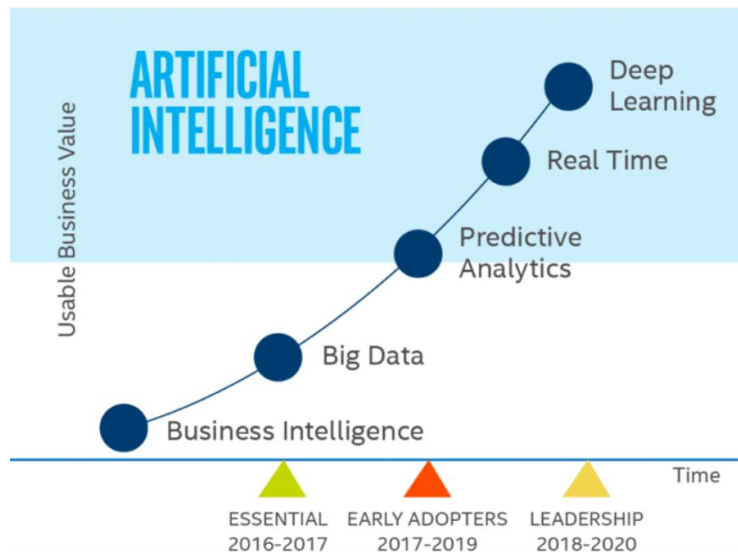 ARTIFICIAL
INTELLIGENCE
Deep
Learning
Real Time
Predictive
Analytics
Big Data
Business Intelligence
Usable Business Value
Time
ESSENTIAL
2016-2017
EARLY ADOPTERS
2017-2019
LEADERSHIP
2018-2020